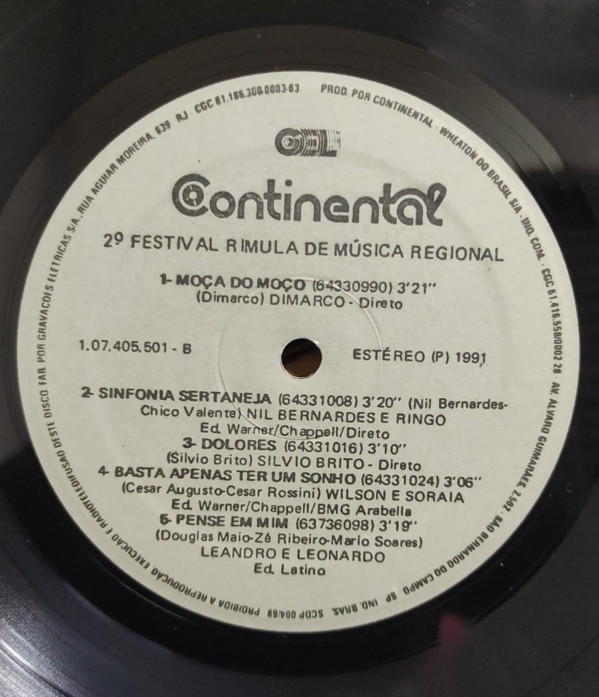 CEL
Continental
2º FESTIVAL RIMULA DE MÚSICA REGIONAL
1- MOÇA DO MOÇO (64330990) 3'21"
(Dimarco) DIMARCO - Direto
1.07.405.501 - B
ESTÉREO (P) 1991
2- SINFONIA SERTANEJA (64331008) 3'20" (Nil Bernardes-
Chico Valente) NIL BERNARDES E RINGO
Ed. Warner/Chappell/Direto
3- DOLORES (64331016) 3'10"
(Silvio Brito) SILVIO BRITO - Direto
4- BASTA APENAS TER UM SONHO (64331024) 3'06"
(Cesar Augusto-Cesar Rossini) WILSON E SORAIA
Ed. Warner/Chappell/BMG Arabella
5- PENSE EM MIM (63736098) 3'19"
(Douglas Maio-Zé Ribeiro-Mario Soares)
LEANDRO E LEONARDO
Ed. Latino
PROD. POR CONTINENTAL - WHEATON DO BRASIL S/A - IND. COM. - CGC 61.416.558/0002 28 AV. ALVARO GUIMARÃES, 2.502 - SÃO BERNARDO DO CAMPO, SP IND. BRAS.
SCDP 004/69 PROIBIDA A REPRODUÇÃO, EXECUÇÃO E RADIOTELEDIFUSÃO DESTE DISCO FAB. POR GRAVAÇÕES ELÉTRICAS S/A. RUA AGUIAR MOREIRA, 639 RJ CGC 61.186.300.0003-63